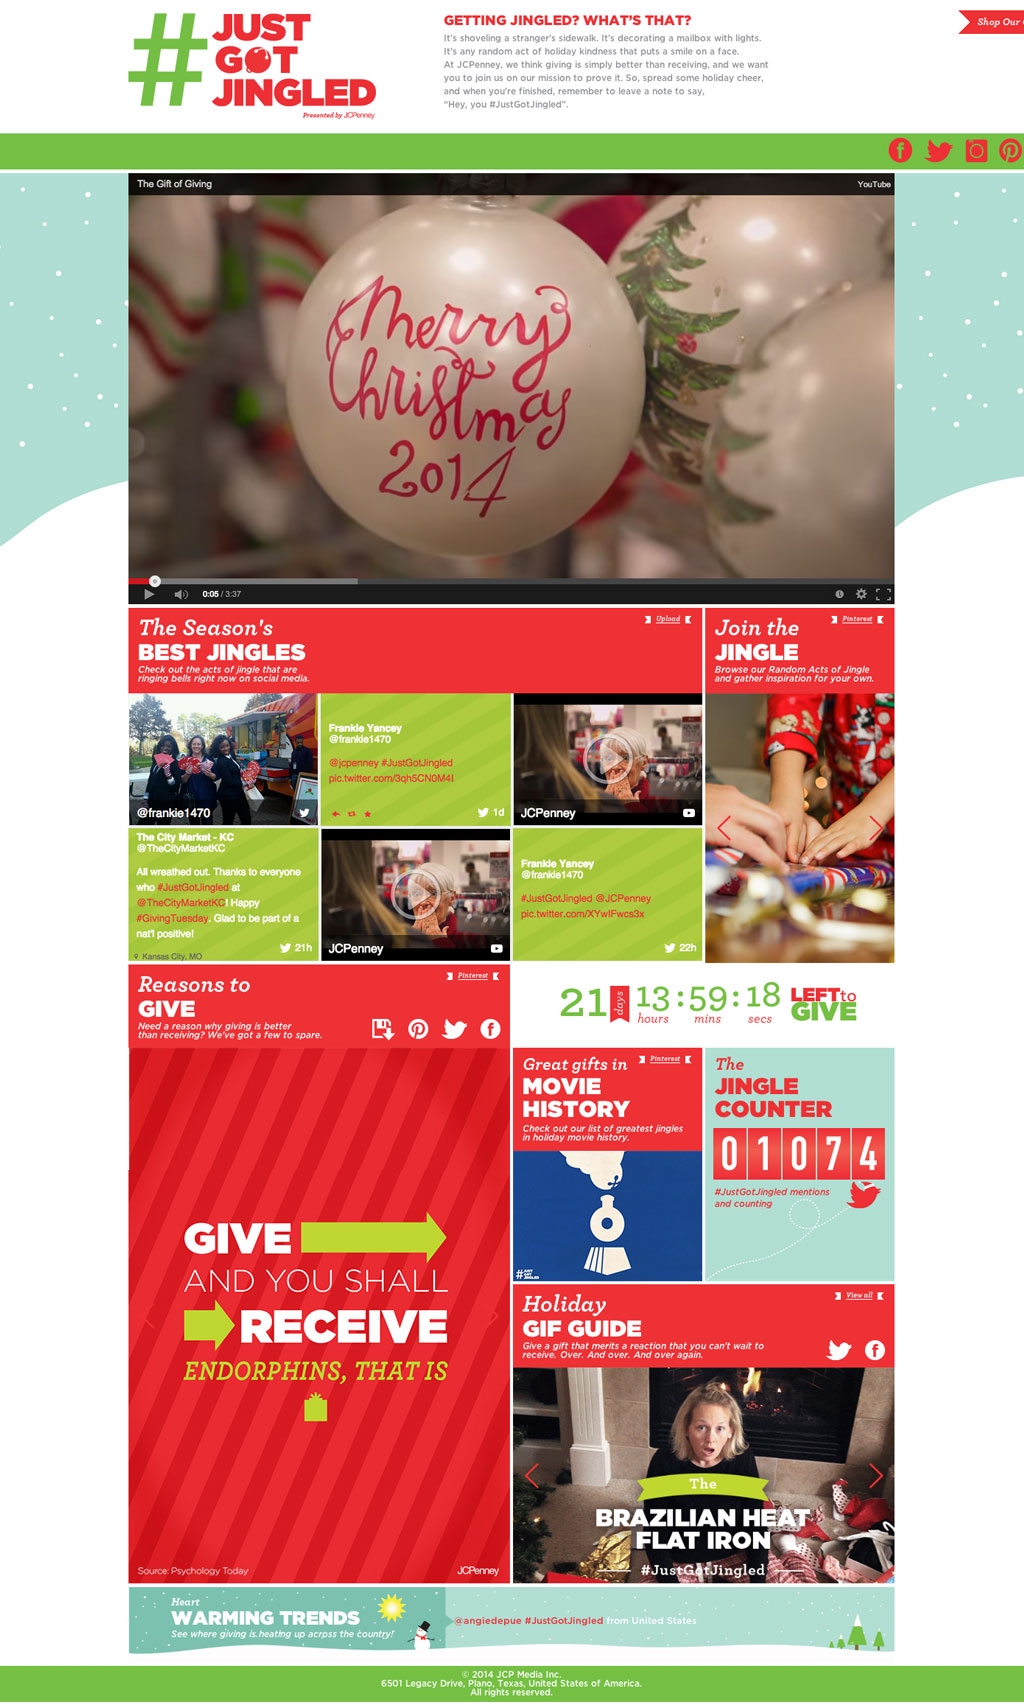 #JUST
GOT
JINGLED
Presented by JCPenney
GETTING JINGLED? WHAT'S THAT?
It's shoveling a stranger's sidewalk. It's decorating a mailbox with lights.
It's any random act of holiday kindness that puts a smile on a face.
At JCPenney, we think giving is simply better than receiving, and we want
you to join us on our mission to prove it. So, spread some holiday cheer,
and when you're finished, remember to leave a note to say,
"Hey, you #JustGotJingled".
Shop Our
The Gift of Giving
YouTube
Merry
Christmas
2014
0:05 / 3:37
The Season's
BEST JINGLES
Check out the acts of jingle that are
ringing bells right now on social media.
Upload
Join the
JINGLE
Browse our Random Acts of Jingle
and gather inspiration for your own.
Pinterest
@frankie1470
Frankie Yancey
@frankie1470
@jcpenney #JustGotJingled
pic.twitter.com/3qh5CN0M4I
1d
JCPenney
The City Market - KC
@TheCityMarketKC
All wreathed out. Thanks to everyone
who #JustGotJingled at
@TheCityMarketKC! Happy
#GivingTuesday. Glad to be part of a
nat'l positive!
21h
Kansas City, MO
JCPenney
Frankie Yancey
@frankie1470
#JustGotJingled @JCPenney
pic.twitter.com/XYwIFwcs3x
22h
Reasons to
GIVE
Need a reason why giving is better
than receiving? We've got a few to spare.
Pinterest
21 days 13:59:18
hours mins secs
LEFT to
GIVE
GIVE
AND YOU SHALL
RECEIVE
ENDORPHINS, THAT IS
Source: Psychology Today
JCPenney
Great gifts in
MOVIE
HISTORY
Check out our list of greatest jingles
in holiday movie history.
Pinterest
#JUST
GOT
JINGLED
The
JINGLE
COUNTER
01074
#JustGotJingled mentions
and counting
Holiday
GIF GUIDE
Give a gift that merits a reaction that you can't wait to
receive. Over. And over. And over again.
View all
The
BRAZILIAN HEAT
FLAT IRON
#JustGotJingled
Heart
WARMING TRENDS
See where giving is heating up across the country!
@angiedepue #JustGotJingled from United States
© 2014 JCP Media Inc.
6501 Legacy Drive, Plano, Texas, United States of America.
All rights reserved.